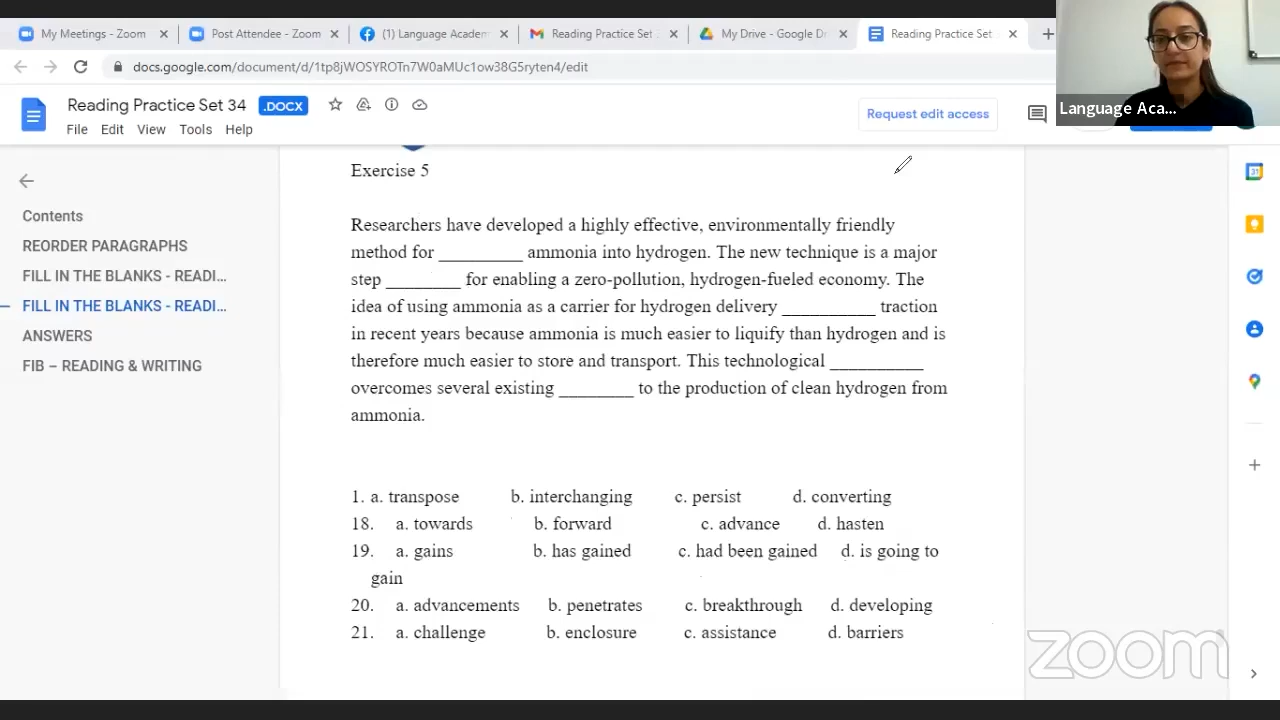 My Meetings - Zoom
Post Attendee - Zoom
(1) Language Academ
Reading Practice Set
My Drive - Google D
Reading Practice Set
docs.google.com/document/d/1tp8jWOSYROTn7W0aMUc1ow38G5ryten4/edit
Reading Practice Set 34 .DOCX
File Edit View Tools Help
Request edit access
Language Aca...
Contents
REORDER PARAGRAPHS
FILL IN THE BLANKS - READI...
FILL IN THE BLANKS - READI...
ANSWERS
FIB – READING & WRITING
Exercise 5
Researchers have developed a highly effective, environmentally friendly
method for _________ ammonia into hydrogen. The new technique is a major
step ________ for enabling a zero-pollution, hydrogen-fueled economy. The
idea of using ammonia as a carrier for hydrogen delivery __________ traction
in recent years because ammonia is much easier to liquify than hydrogen and is
therefore much easier to store and transport. This technological __________
overcomes several existing ________ to the production of clean hydrogen from
ammonia.
1. a. transpose b. interchanging c. persist d. converting
18. a. towards b. forward c. advance d. hasten
19. a. gains b. has gained c. had been gained d. is going to
gain
20. a. advancements b. penetrates c. breakthrough d. developing
21. a. challenge b. enclosure c. assistance d. barriers
31
zoom